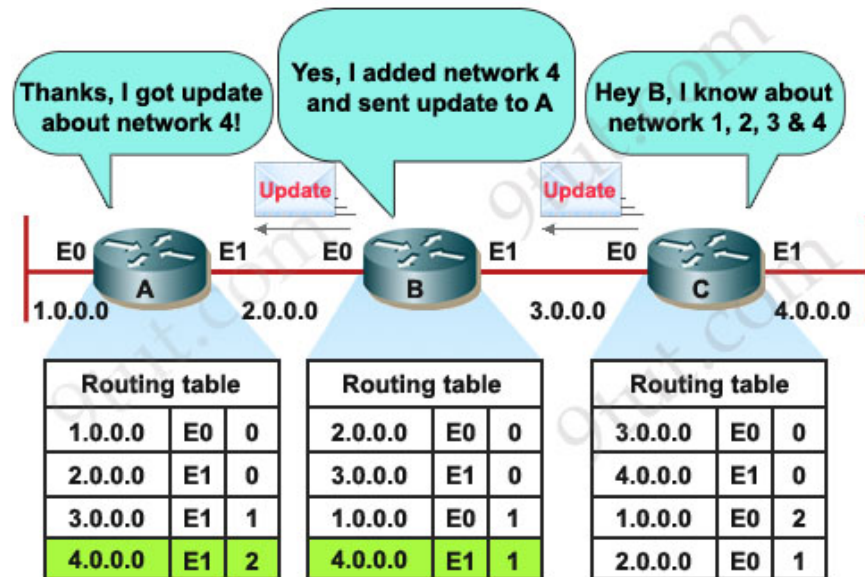 Thanks, I got update
about network 4!
Yes, I added network 4
and sent update to A
Hey B, I know about
network 1, 2, 3 & 4
Update
Update
E0 E1 E0 E1 E0 E1
A B C
1.0.0.0 2.0.0.0 3.0.0.0 4.0.0.0
Routing table
1.0.0.0 E0 0
2.0.0.0 E1 0
3.0.0.0 E1 1
4.0.0.0 E1 2
Routing table
2.0.0.0 E0 0
3.0.0.0 E1 0
1.0.0.0 E0 1
4.0.0.0 E1 1
Routing table
3.0.0.0 E0 0
4.0.0.0 E1 0
1.0.0.0 E0 2
2.0.0.0 E0 1
9tut.com
9tut.com
9tut.com